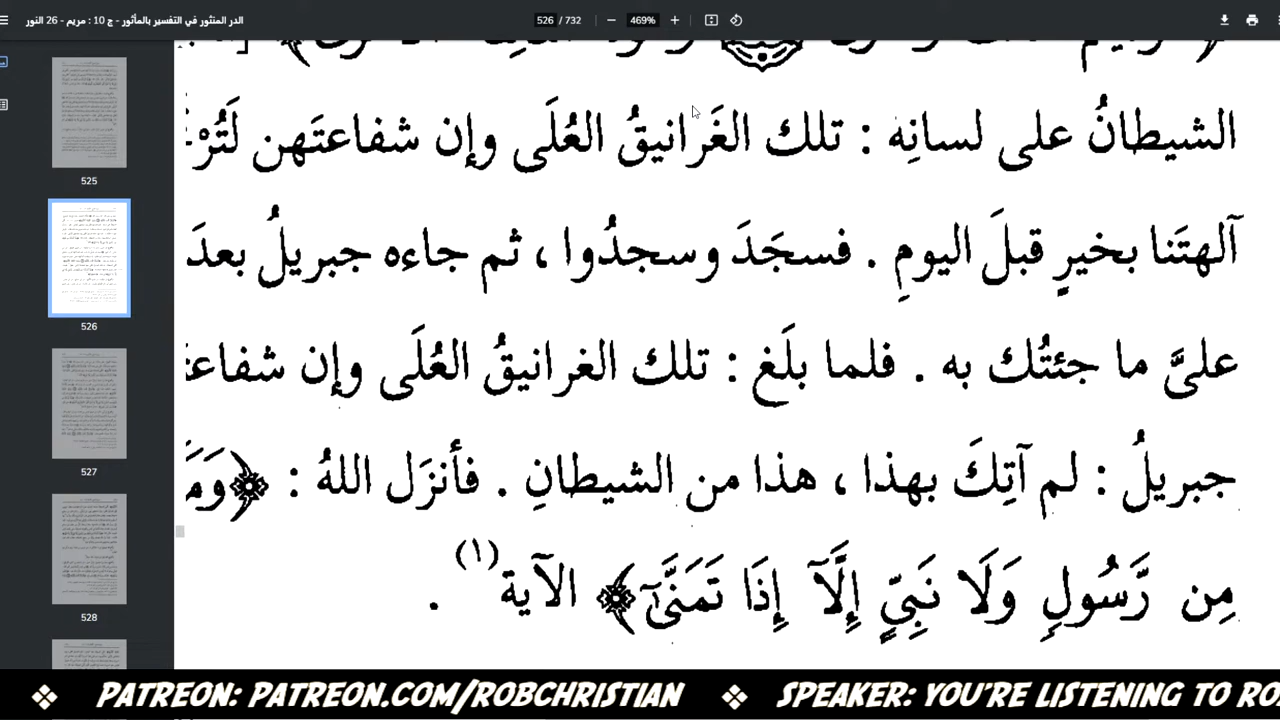 الدر المنثور في التفسير بالمأثور - ج 10 : مريم - 26 النور
526 / 732
469%
الشيطانُ على لسانِه : تلك الغَرانيقُ العُلَى وإن شفاعتَهن
آلهتَنا بخيرٍ قبلَ اليومِ . فسجَدَ وسجدُوا ، ثم جاءه جبريلُ بعدَ
علىَّ ما جئتُك به . فلما بلَغ : تلك الغرانيقُ العُلَى وإن
جبريلُ : لم آتِكَ بهذا ، هذا من الشيطانِ . فأنزَل اللهُ : ﴿
مِن رَّسُولٍ وَلَا نَبِيٍّ إِلَّآ إِذَا تَمَنَّىٰٓ﴾ الآية (١) .
525
526
527
528
❖ PATREON: PATREON.COM/ROBCHRISTIAN ❖ SPEAKER: YOU'RE LISTENING TO RO